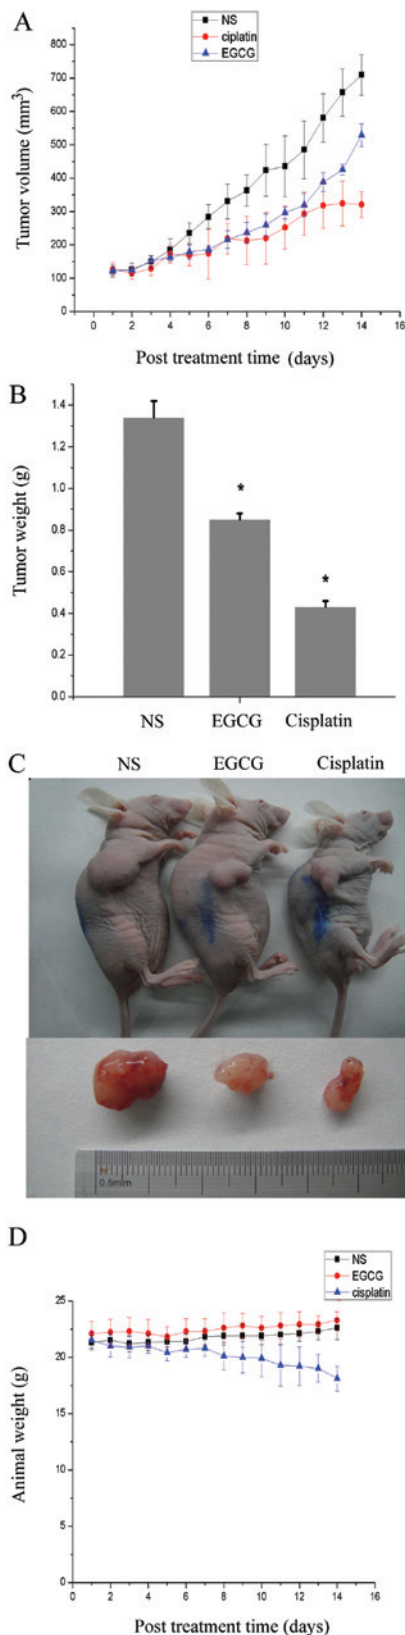 A
NS
ciplatin
EGCG
Tumor volume (mm³)
800
700
600
500
400
300
200
100
0
0 2 4 6 8 10 12 14 16
Post treatment time (days)
B
Tumor weight (g)
1.4
1.2
1.0
0.8
0.6
0.4
0.2
0.0
*
*
NS EGCG Cisplatin
C
NS EGCG Cisplatin
0.5mm
D
NS
EGCG
cisplatin
Animal weight (g)
25
20
15
10
5
0
0 2 4 6 8 10 12 14 16
Post treatment time (days)